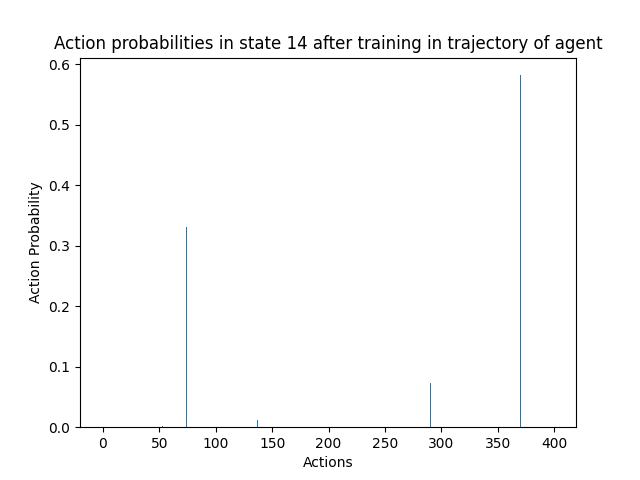 Action probabilities in state 14 after training in trajectory of agent
0.6
0.5
0.4
0.3
0.2
0.1
0.0
Action Probability
0 50 100 150 200 250 300 350 400
Actions